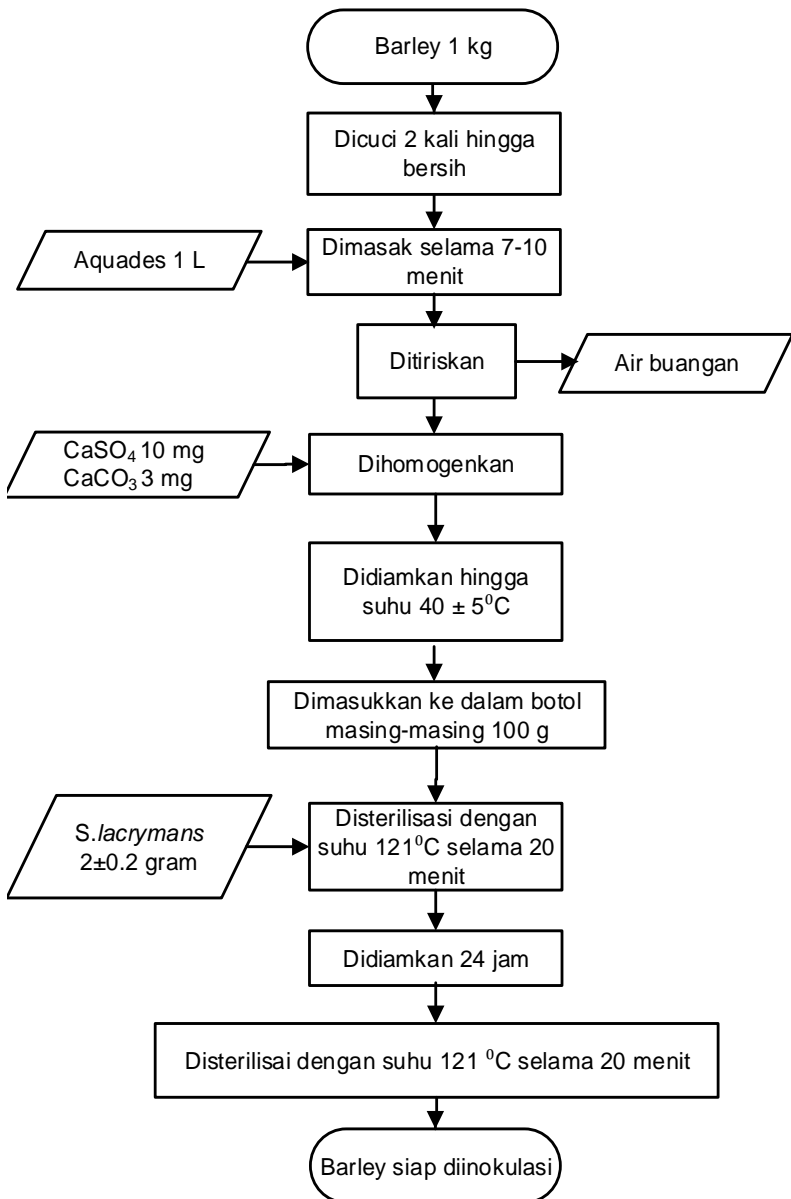 Barley 1 kg
Dicuci 2 kali hingga
bersih
Aquades 1 L
Dimasak selama 7-10
menit
Ditiriskan
Air buangan
CaSO₄ 10 mg
CaCO₃ 3 mg
Dihomogenkan
Didiamkan hingga
suhu 40 ± 5⁰C
Dimasukkan ke dalam botol
masing-masing 100 g
S.lacrymans
2±0.2 gram
Disterilisasi dengan
suhu 121⁰C selama 20
menit
Didiamkan 24 jam
Disterilisai dengan suhu 121 ⁰C selama 20 menit
Barley siap diinokulasi